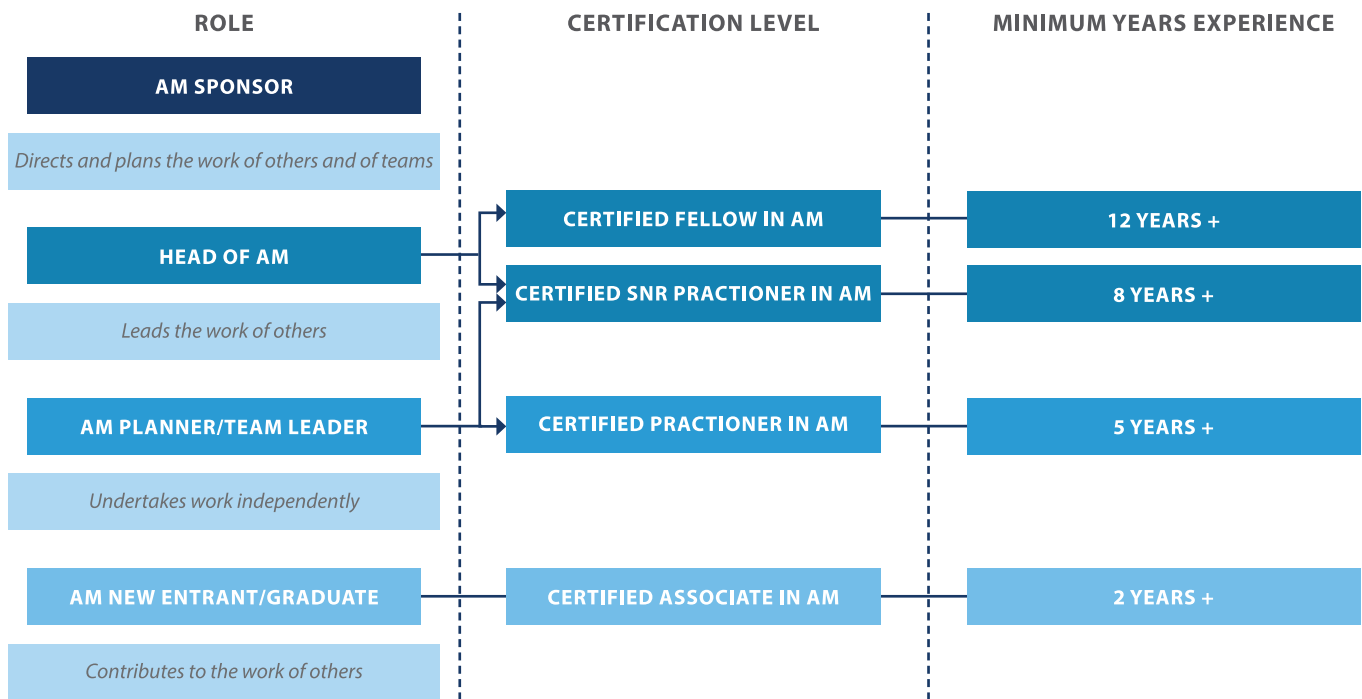 ROLE
CERTIFICATION LEVEL
MINIMUM YEARS EXPERIENCE
AM SPONSOR
Directs and plans the work of others and of teams
CERTIFIED FELLOW IN AM
12 YEARS +
HEAD OF AM
CERTIFIED SNR PRACTIONER IN AM
8 YEARS +
Leads the work of others
AM PLANNER/TEAM LEADER
CERTIFIED PRACTIONER IN AM
5 YEARS +
Undertakes work independently
AM NEW ENTRANT/GRADUATE
CERTIFIED ASSOCIATE IN AM
2 YEARS +
Contributes to the work of others